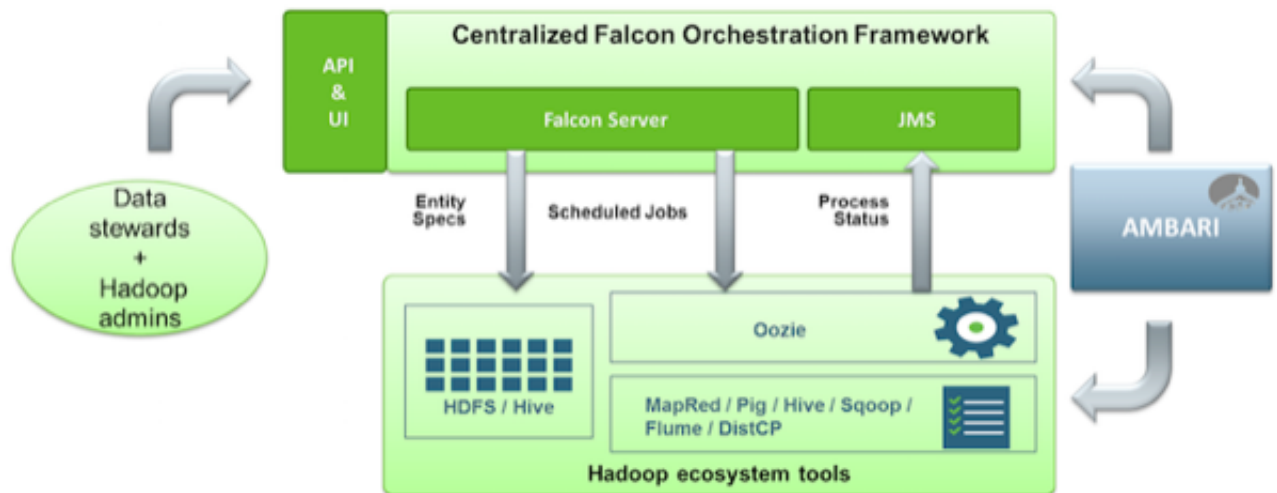 Centralized Falcon Orchestration Framework
API
&
UI
Falcon Server
JMS
Data
stewards
+
Hadoop
admins
Entity
Specs
Scheduled Jobs
Process
Status
AMBARI
Oozie
HDFS / Hive
MapRed / Pig / Hive / Sqoop /
Flume / DistCP
Hadoop ecosystem tools